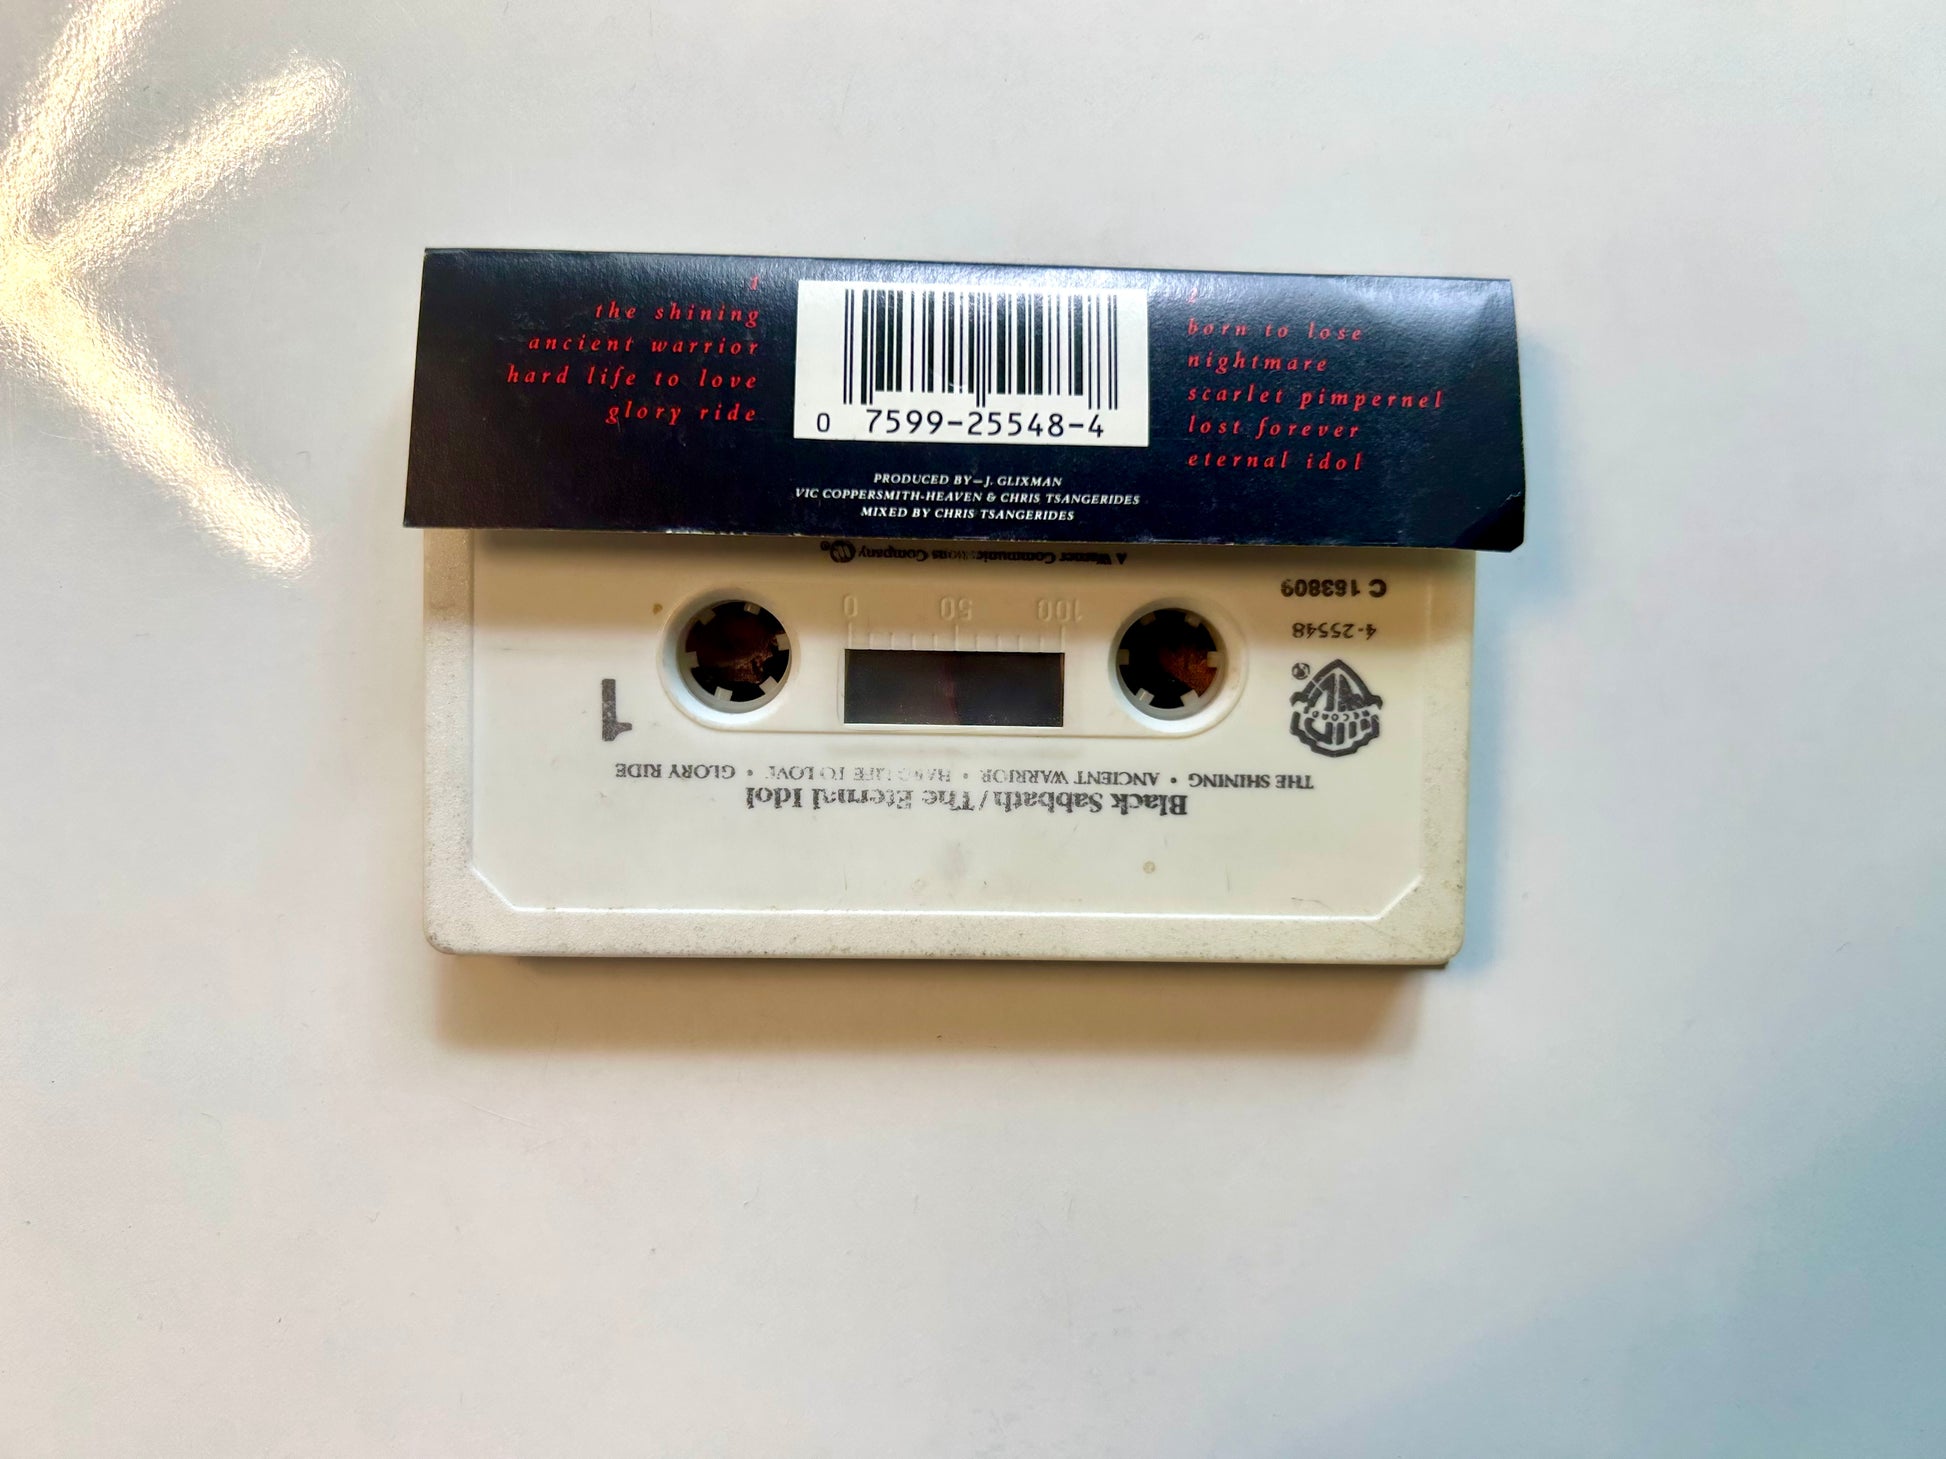 1
the shining
ancient warrior
hard life to love
glory ride
0 7599-25548-4
PRODUCED BY—J. GLIXMAN
VIC COPPERSMITH-HEAVEN & CHRIS TSANGERIDES
MIXED BY CHRIS TSANGERIDES
2
born to lose
nightmare
scarlet pimpernel
lost forever
eternal idol
Black Sabbath/The Eternal Idol
THE SHINING • ANCIENT WARRIOR • HARD LIFE TO LOVE • GLORY RIDE
1
RECORDS
®
4-25548
C 183809
100 50 0
A Warner Communications Company ®